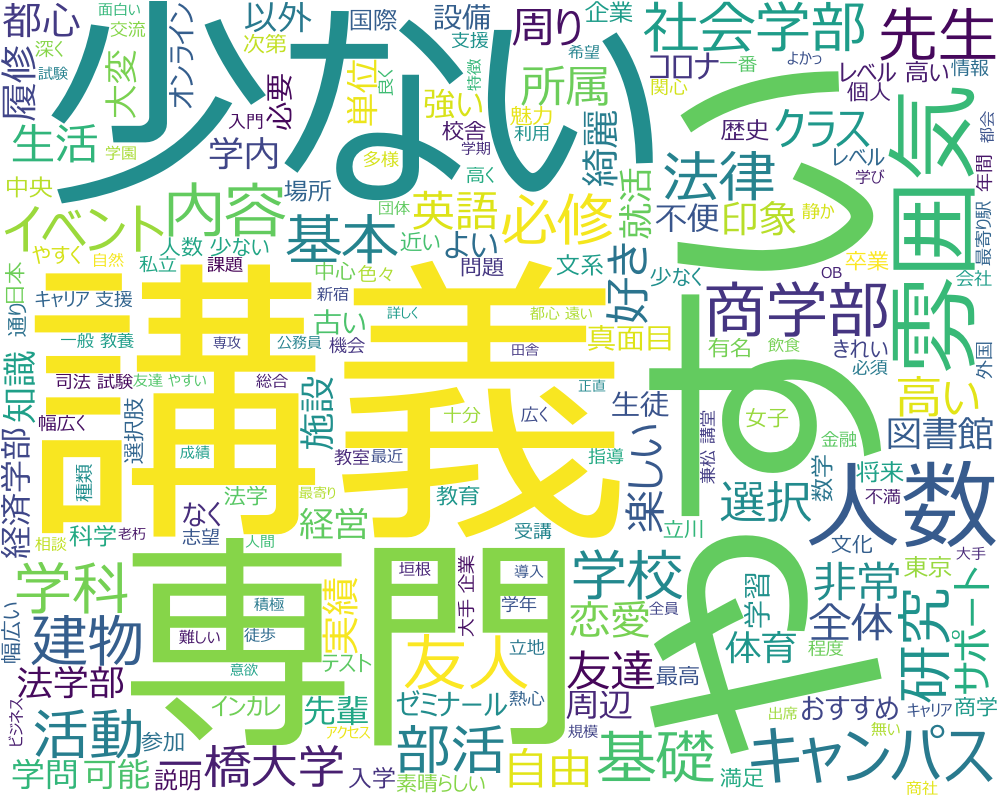 面白い
交流
都心
深く
試験
履修
大変
オンライン
少ない
以外
次第
国際
設備
支援
周り
企業
希望
社会学部
よかっ
先生
コロナ
一番
レベル
高い
情報
関心
個人
必要
入門
単位
強い
良く
特徴
魅力
所属
校舎
利用
学期
歴史
クラス
レベル
学び
都会
年間
雰囲気
生活
学園
学内
多様
高く
綺麗
法律
中央
場所
団体
就活
内容
英語
必修
不便
印象
静か
最寄り駅
イベント
基本
近い
よい
やすく
自然
人数 少ない
私立
課題
中心
色々
問題
文系
好き
少なく
OB
卒業
会社
通り
日本
キャリア 支援
新宿
詳しく
都心 遠い
商学部
一般 教養
専攻
公務員
古い
機会
田舎
真面目
有名
飲食
きれい
必須
外国
知識
司法 試験
友達 やすい
総合
正直
高い
幅広く
選択肢
施設
十分
広く
生徒
女子
金融
図書館
講義
やすい
経済学部
種類
成績
教室
最近
指導
楽しい
兼松 講堂
数学
将来
不満
人数
法学
最寄り
教育
選択
なく
志望
経営
受講
立川
文化
大手
相談
科学
老朽
人間
専門
学科
垣根
導入
学校
学習
非常
東京
大手 企業
積極
学年
恋愛
全員
全体
研究
サポート
幅広い
建物
難しい
徒歩
実績
友人
立地
体育
程度
意欲
テスト
友達
最高
法学部
インカレ
先輩
ゼミナール
熱心
周辺
おすすめ
キャリア
商学
ビジネス
活動
参加
アクセス
部活
規模
基礎
出席
無い
キャンパス
学問
可能
説明
一橋大学
入学
素晴らしい
自由
満足
商社